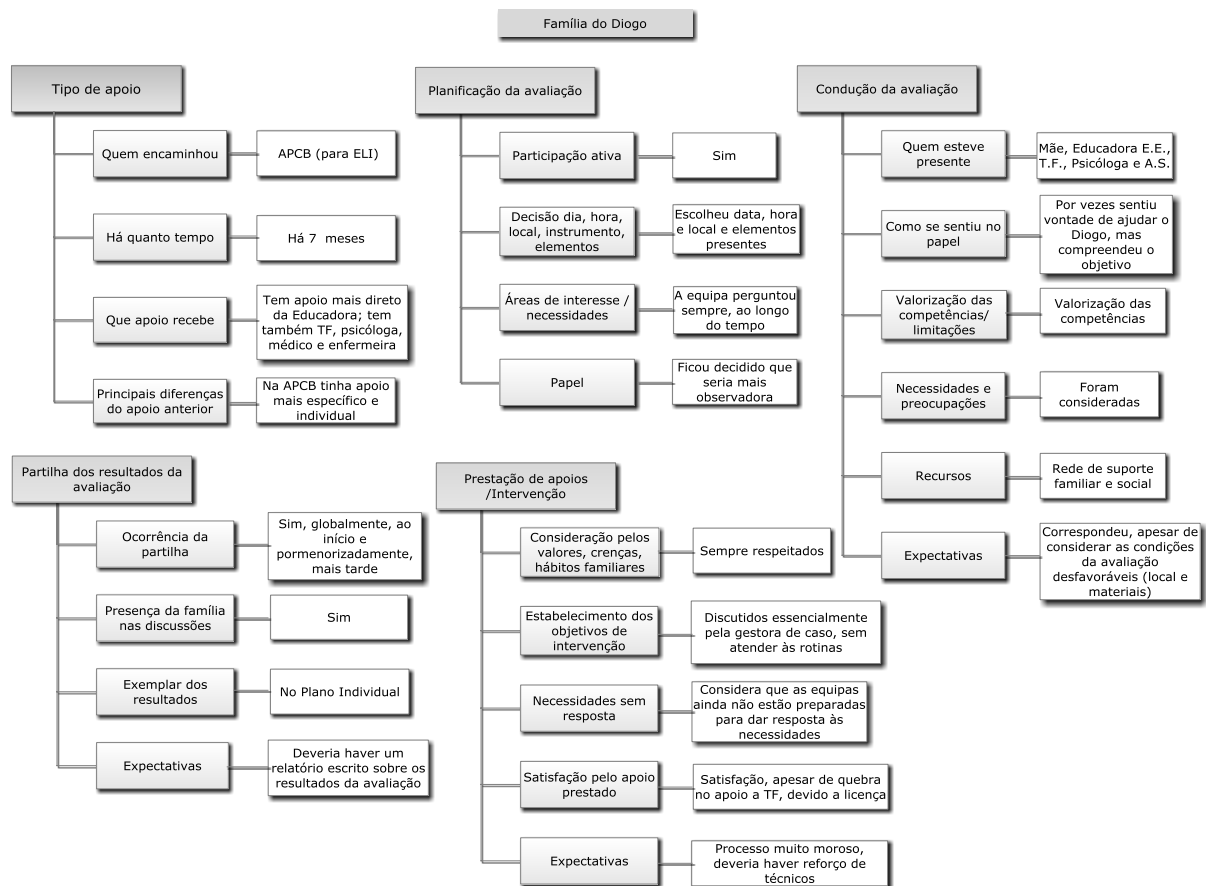 Família do Diogo
Tipo de apoio
Quem encaminhou
APCB (para ELI)
Há quanto tempo
Há 7 meses
Que apoio recebe
Tem apoio mais direto
da Educadora; tem
também TF, psicóloga,
médico e enfermeira
Principais diferenças
do apoio anterior
Na APCB tinha apoio
mais específico e
individual
Planificação da avaliação
Participação ativa
Sim
Decisão dia, hora,
local, instrumento,
elementos
Escolheu data, hora
e local e elementos
presentes
Áreas de interesse /
necessidades
A equipa perguntou
sempre, ao longo
do tempo
Papel
Ficou decidido que
seria mais
observadora
Condução da avaliação
Quem esteve
presente
Mãe, Educadora E.E.,
T.F., Psicóloga e A.S.
Como se sentiu no
papel
Por vezes sentiu
vontade de ajudar o
Diogo, mas
compreendeu o
objetivo
Valorização das
competências/
limitações
Valorização das
competências
Necessidades e
preocupações
Foram
consideradas
Recursos
Rede de suporte
familiar e social
Expectativas
Correspondeu, apesar de
considerar as condições
da avaliação
desfavoráveis (local e
materiais)
Partilha dos resultados da
avaliação
Ocorrência da
partilha
Sim, globalmente, ao
início e
pormenorizadamente,
mais tarde
Presença da família
nas discussões
Sim
Exemplar dos
resultados
No Plano Individual
Expectativas
Deveria haver um
relatório escrito sobre os
resultados da avaliação
Prestação de apoios
/Intervenção
Consideração pelos
valores, crenças,
hábitos familiares
Sempre respeitados
Estabelecimento dos
objetivos de
intervenção
Discutidos essencialmente
pela gestora de caso, sem
atender às rotinas
Necessidades sem
resposta
Considera que as equipas
ainda não estão preparadas
para dar resposta às
necessidades
Satisfação pelo apoio
prestado
Satisfação, apesar de quebra
no apoio a TF, devido a licença
Expectativas
Processo muito moroso,
deveria haver reforço de
técnicos